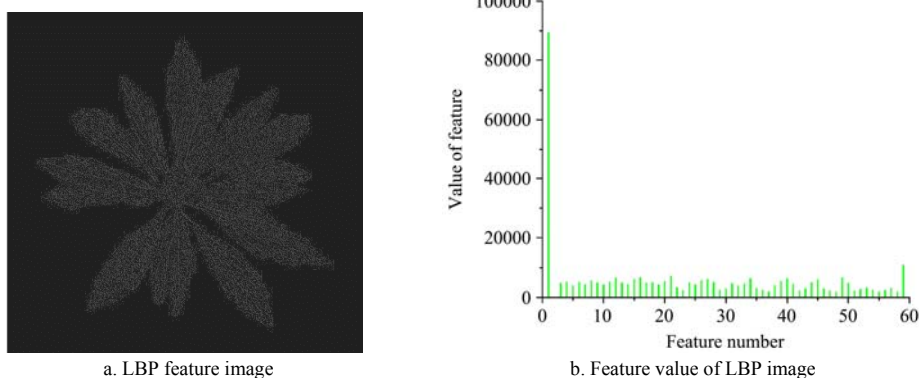 100000
80000
60000
40000
20000
0
Value of feature
0 10 20 30 40 50 60
Feature number
a. LBP feature image
b. Feature value of LBP image